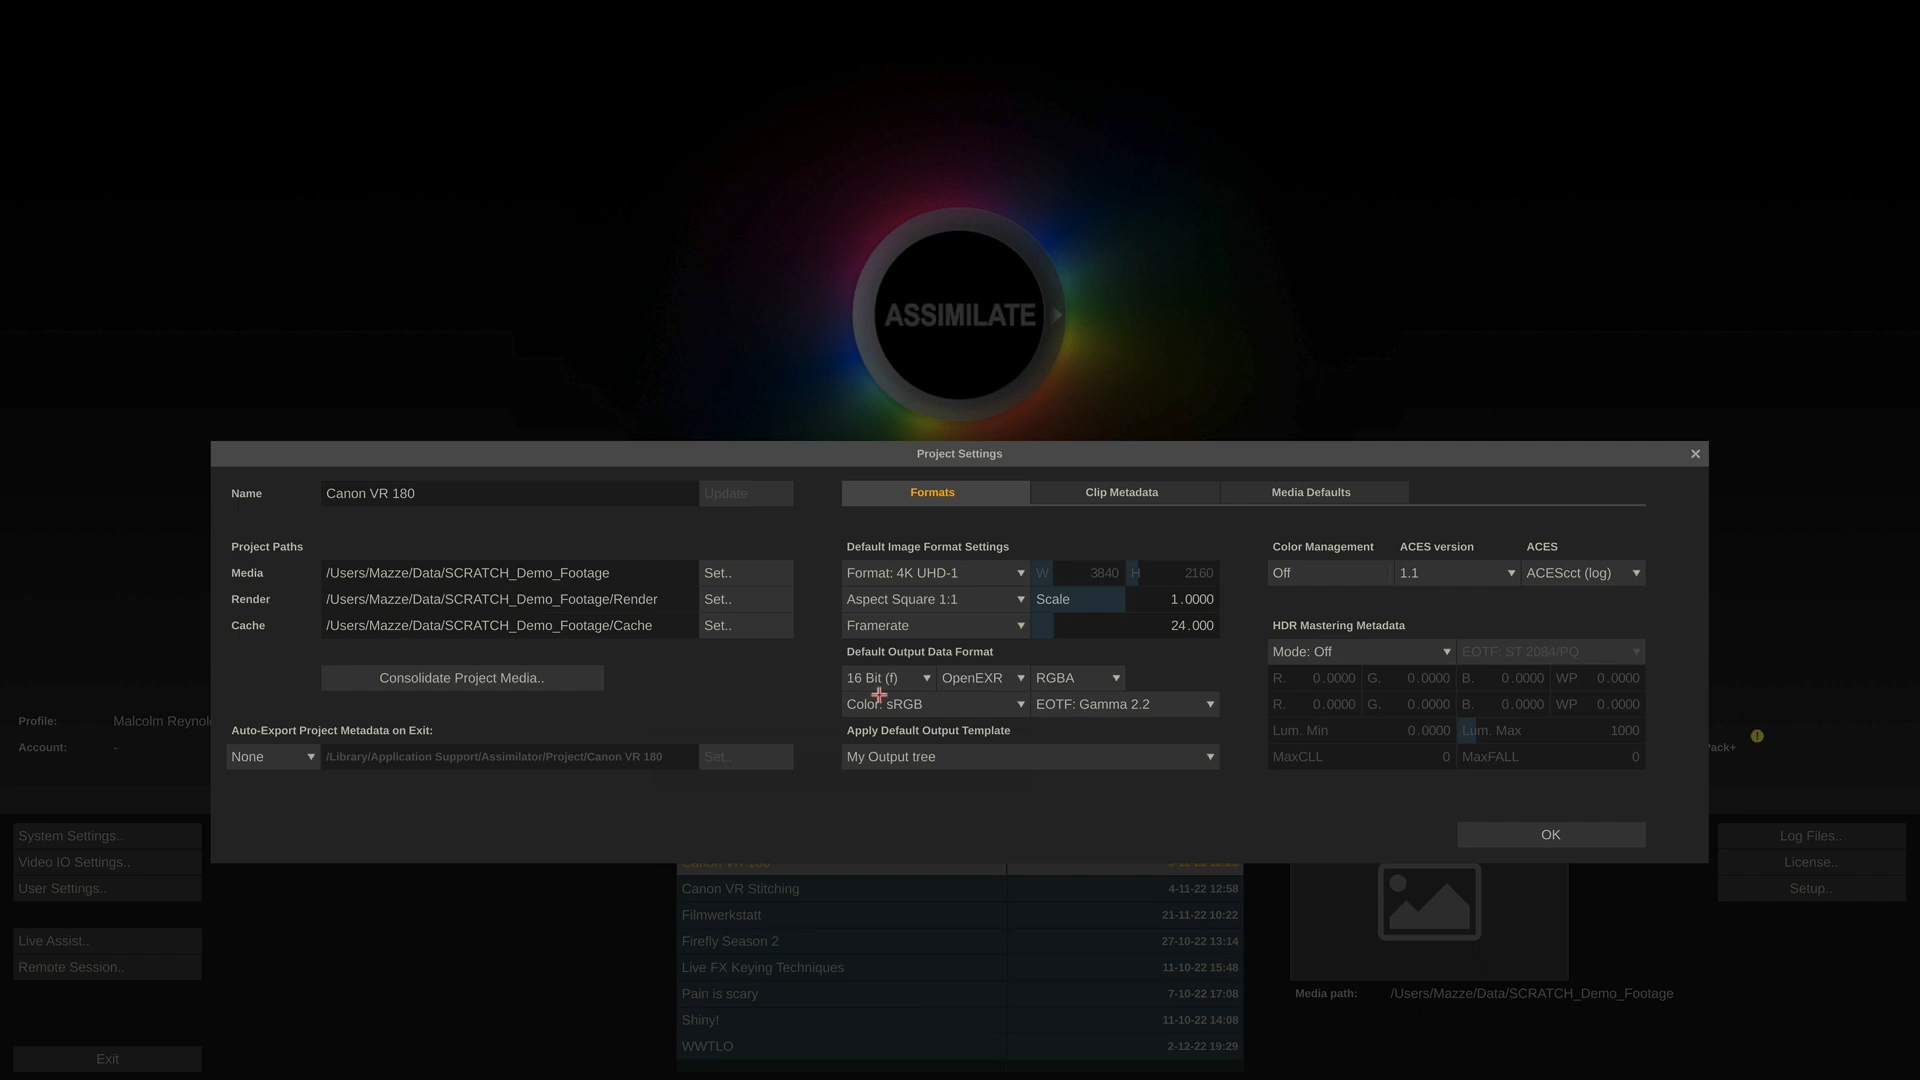 ASSIMILATE
Project Settings
Name
Canon VR 180
Update
Formats
Clip Metadata
Media Defaults
Project Paths
Media
/Users/Mazze/Data/SCRATCH_Demo_Footage
Set..
Render
/Users/Mazze/Data/SCRATCH_Demo_Footage/Render
Set..
Cache
/Users/Mazze/Data/SCRATCH_Demo_Footage/Cache
Set..
Consolidate Project Media..
Auto-Export Project Metadata on Exit:
None
/Library/Application Support/Assimilator/Project/Canon VR 180
Set..
Default Image Format Settings
Format: 4K UHD-1
W 3840 H 2160
Aspect Square 1:1
Scale 1.0000
Framerate
24.000
Default Output Data Format
16 Bit (f)
OpenEXR
RGBA
Color: sRGB
EOTF: Gamma 2.2
Apply Default Output Template
My Output tree
Color Management
ACES version
ACES
Off
1.1
ACEScct (log)
HDR Mastering Metadata
Mode: Off
EOTF: ST 2084/PQ
R. 0.0000 G. 0.0000 B. 0.0000 WP 0.0000
R. 0.0000 G. 0.0000 B. 0.0000 WP 0.0000
Lum. Min 0.0000 Lum. Max 1000
MaxCLL 0 MaxFALL 0
OK
Profile: Malcolm Reynol
Account: -
Pack+
System Settings..
Video IO Settings..
User Settings..
Live Assist..
Remote Session..
Exit
Canon VR 180
Canon VR Stitching 4-11-22 12:58
Filmwerkstatt 21-11-22 10:22
Firefly Season 2 27-10-22 13:14
Live FX Keying Techniques 11-10-22 15:48
Pain is scary 7-10-22 17:08
Shiny! 11-10-22 14:08
WWTLO 2-12-22 19:29
Media path: /Users/Mazze/Data/SCRATCH_Demo_Footage
Log Files..
License..
Setup..